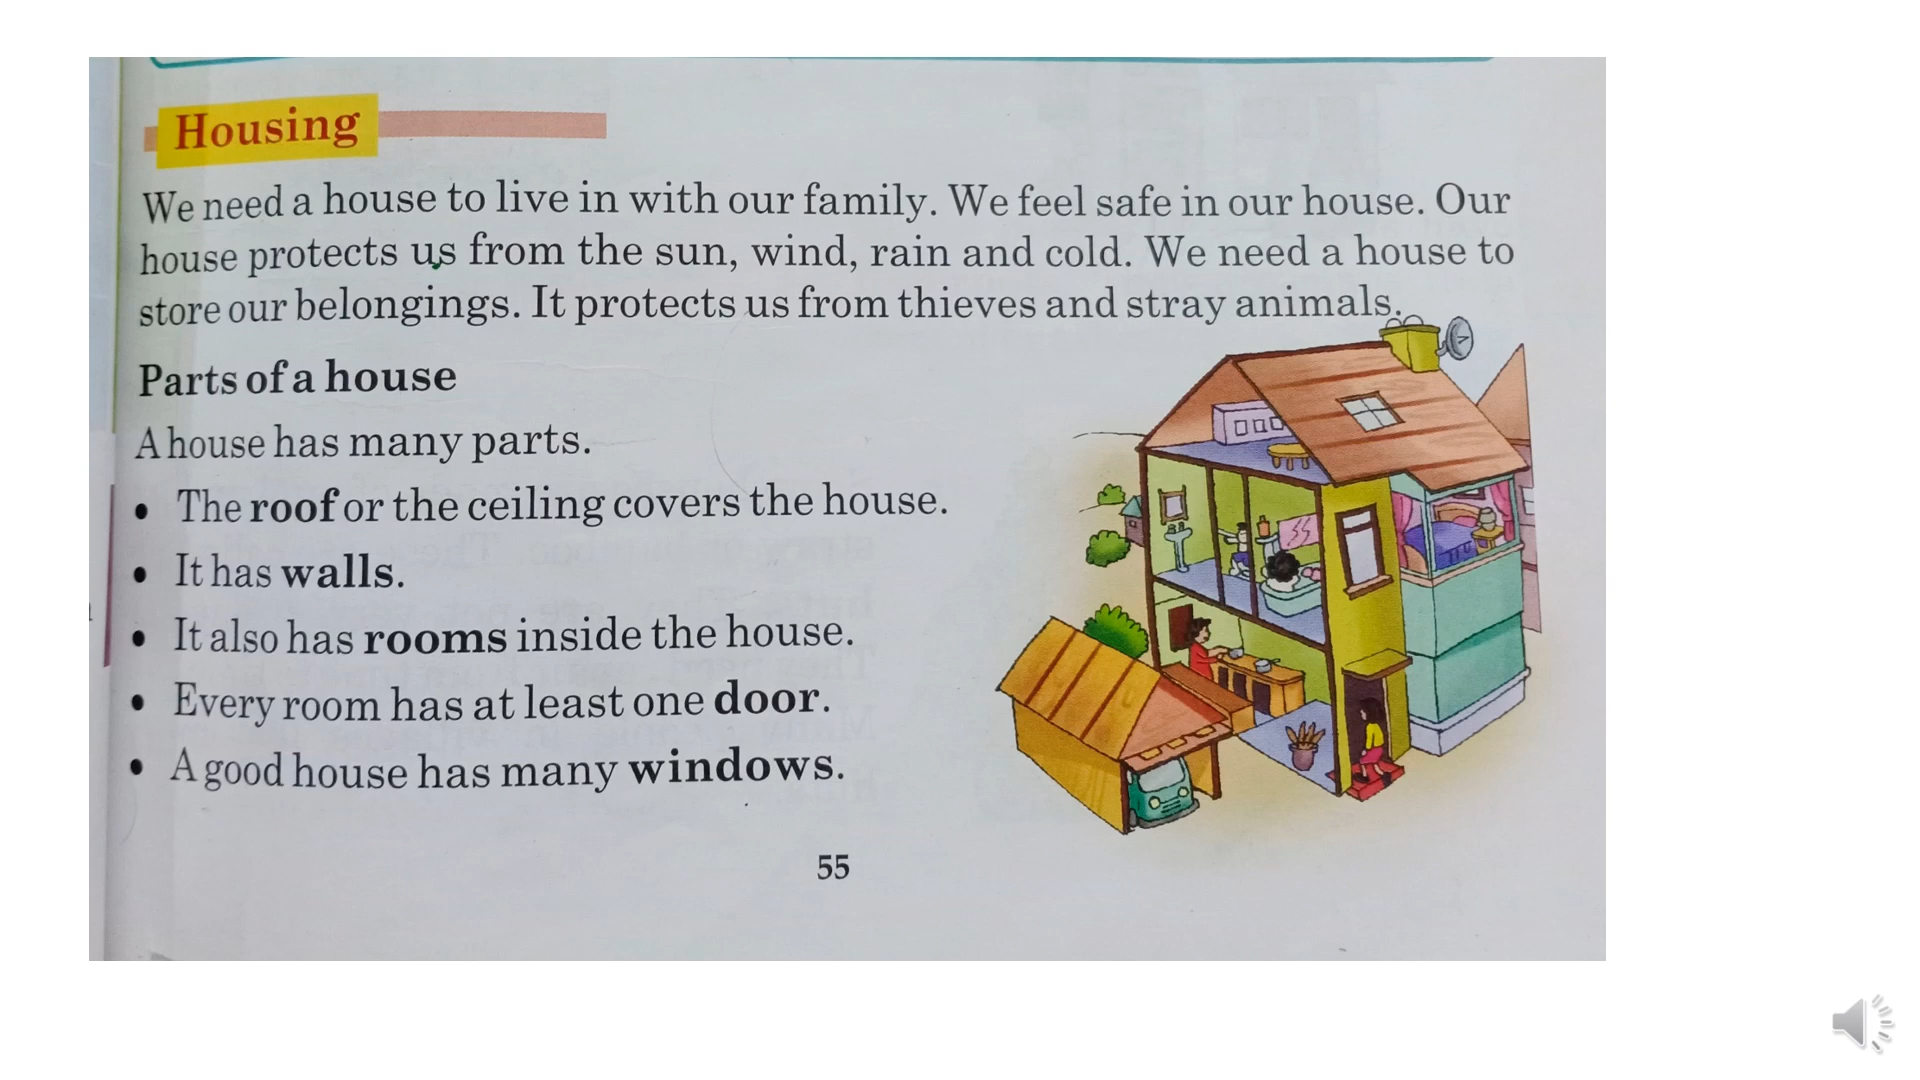 Housing
We need a house to live in with our family. We feel safe in our house. Our
house protects us from the sun, wind, rain and cold. We need a house to
store our belongings. It protects us from thieves and stray animals.
Parts of a house
A house has many parts.
• The roof or the ceiling covers the house.
• It has walls.
• It also has rooms inside the house.
• Every room has at least one door.
• A good house has many windows.
55